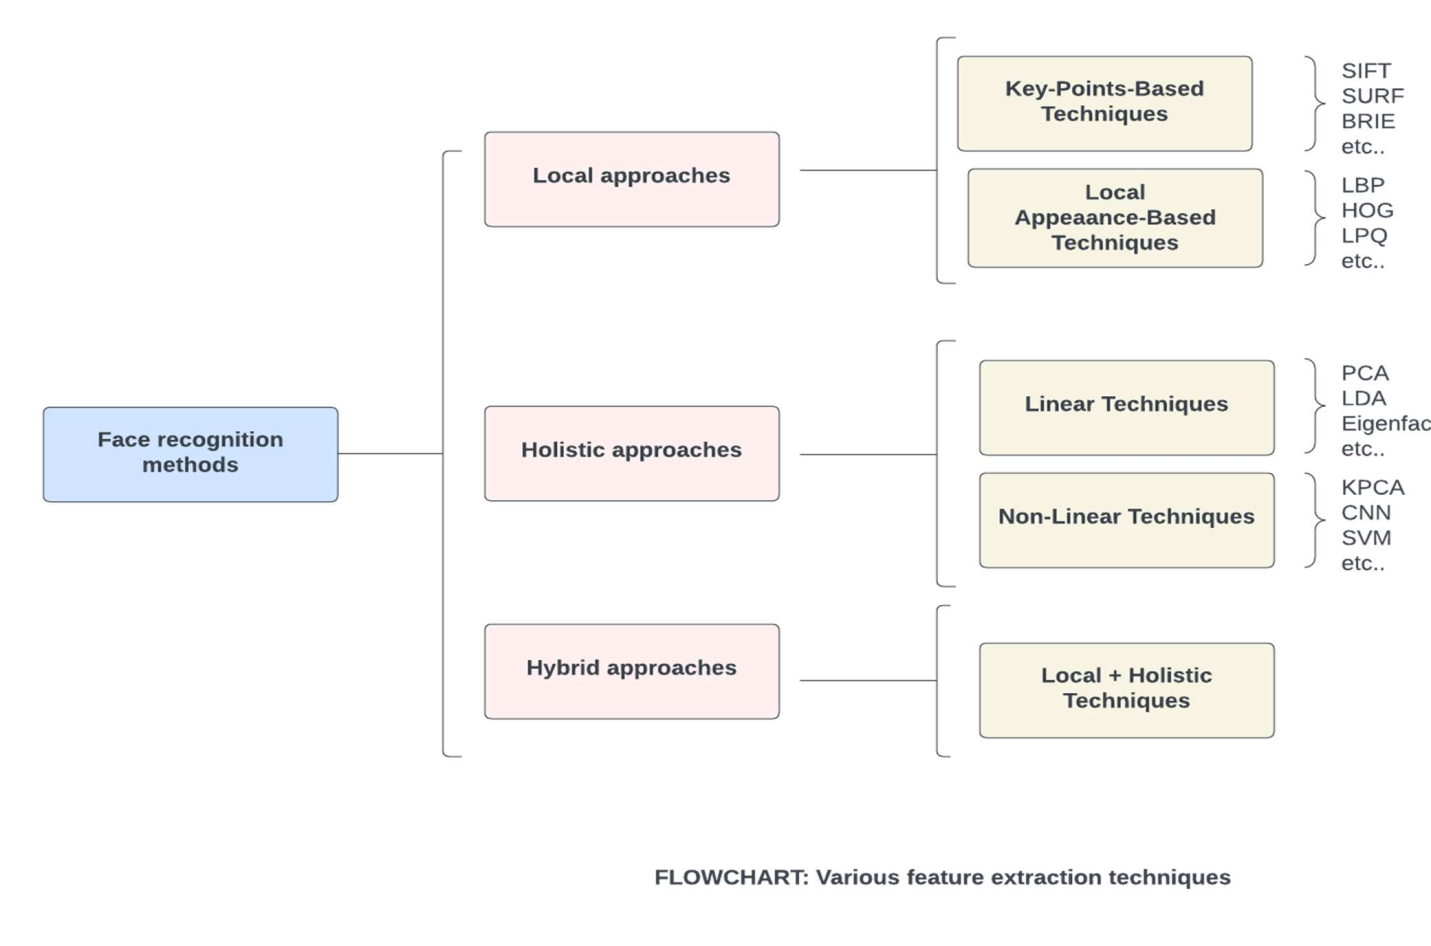 Face recognition
methods
Local approaches
Key-Points-Based
Techniques
SIFT
SURF
BRIE
etc..
Local
Appeaance-Based
Techniques
LBP
HOG
LPQ
etc..
Holistic approaches
Linear Techniques
PCA
LDA
Eigenfac
etc..
Non-Linear Techniques
KPCA
CNN
SVM
etc..
Hybrid approaches
Local + Holistic
Techniques
FLOWCHART: Various feature extraction techniques